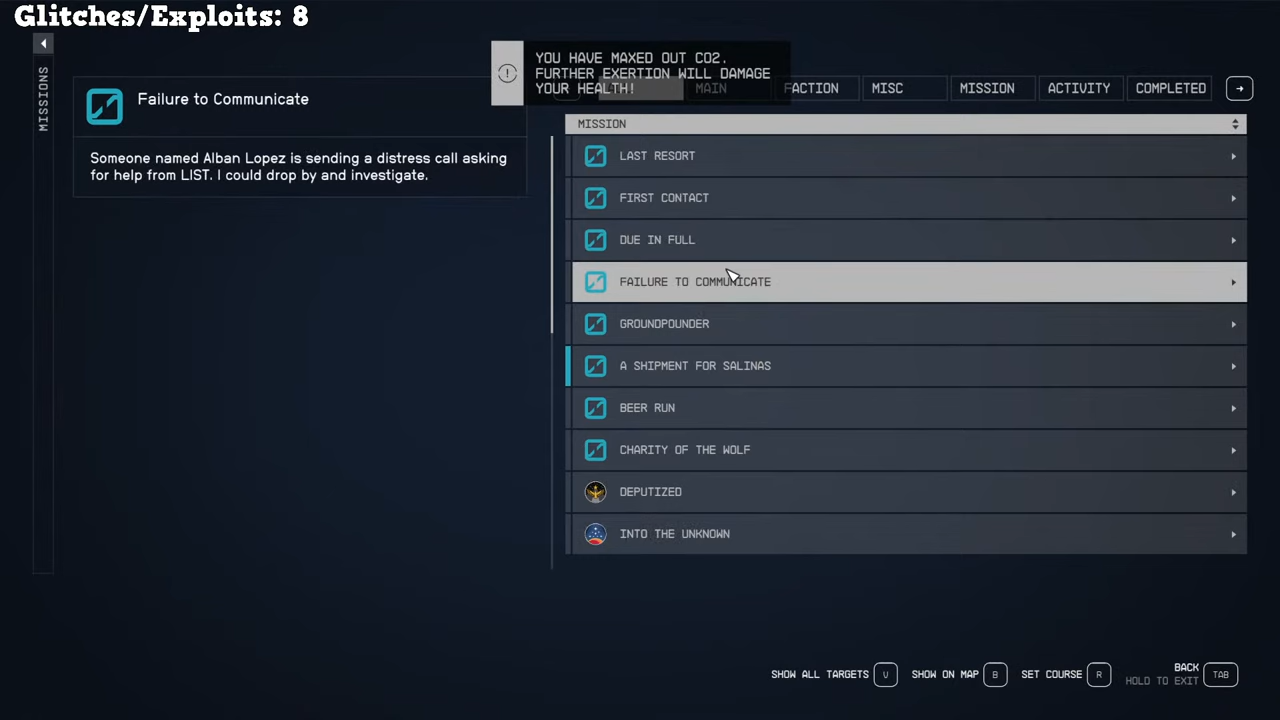 Glitches/Exploits: 8
MISSIONS
Failure to Communicate
Someone named Alban Lopez is sending a distress call asking
for help from LIST. I could drop by and investigate.
YOU HAVE MAXED OUT CO2.
FURTHER EXERTION WILL DAMAGE
YOUR HEALTH!
MAIN
FACTION
MISC
MISSION
ACTIVITY
COMPLETED
MISSION
LAST RESORT
FIRST CONTACT
DUE IN FULL
FAILURE TO COMMUNICATE
GROUNDPOUNDER
A SHIPMENT FOR SALINAS
BEER RUN
CHARITY OF THE WOLF
DEPUTIZED
INTO THE UNKNOWN
SHOW ALL TARGETS V
SHOW ON MAP B
SET COURSE R
BACK
HOLD TO EXIT
TAB